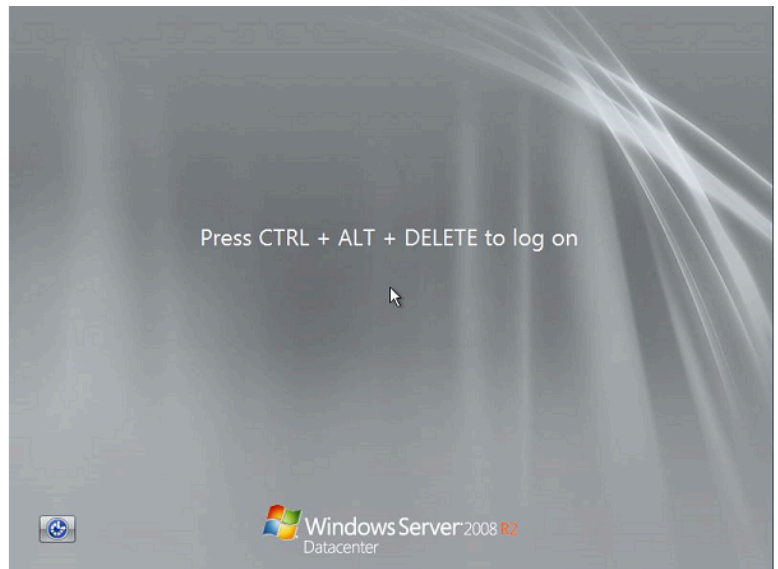 Press CTRL + ALT + DELETE to log on
Windows Server 2008 R2
Datacenter